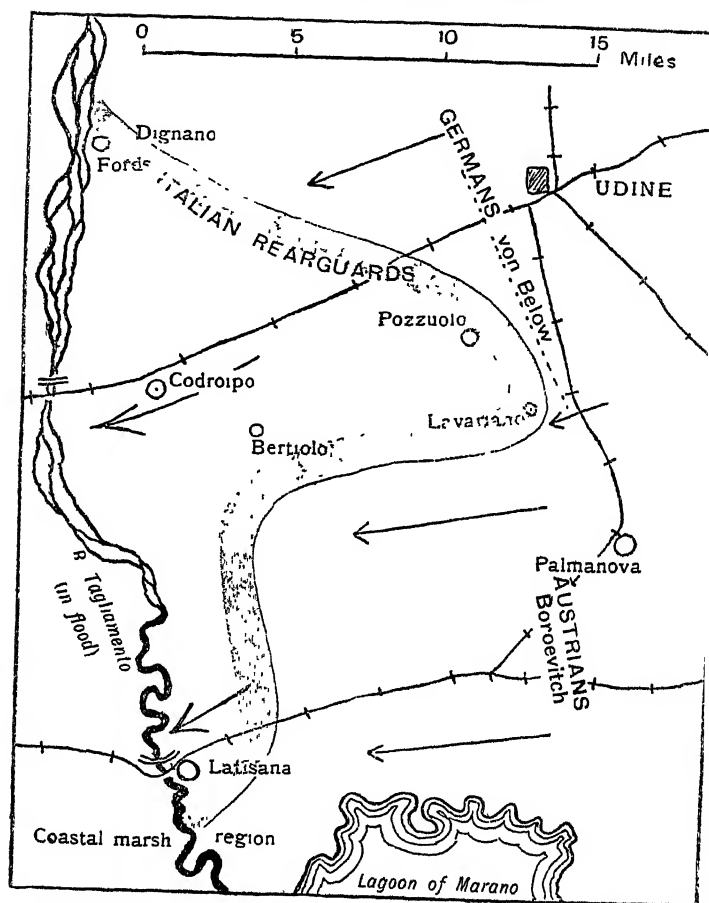 0 5 10 15
Miles
Dignano
Fords
ITALIAN REARGUARDS
GERMANS
von Below
UDINE
Pozzuolo
Codroipo
Lavariano
Bertiolo
Palmanova
R Tagliamento
(in flood)
AUSTRIANS
Boroevitch
Latisana
Coastal marsh region
Lagoon of Marano